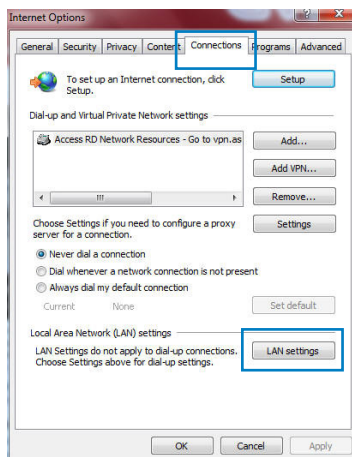 Internet Options
General Security Privacy Content Connections Programs Advanced
To set up an Internet connection, click
Setup.
Setup
Dial-up and Virtual Private Network settings
Access RD Network Resources - Go to vpn.as
Add...
Add VPN...
Remove...
Choose Settings if you need to configure a proxy
server for a connection.
Settings
Never dial a connection
Dial whenever a network connection is not present
Always dial my default connection
Current None
Set default
Local Area Network (LAN) settings
LAN Settings do not apply to dial-up connections.
Choose Settings above for dial-up settings.
LAN settings
OK Cancel Apply